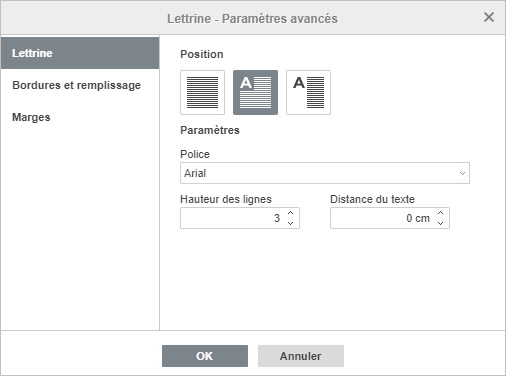 Lettrine - Paramètres avancés
Lettrine
Bordures et remplissage
Marges
Position
A
A
Paramètres
Police
Arial
Hauteur des lignes
Distance du texte
3
0 cm
OK
Annuler